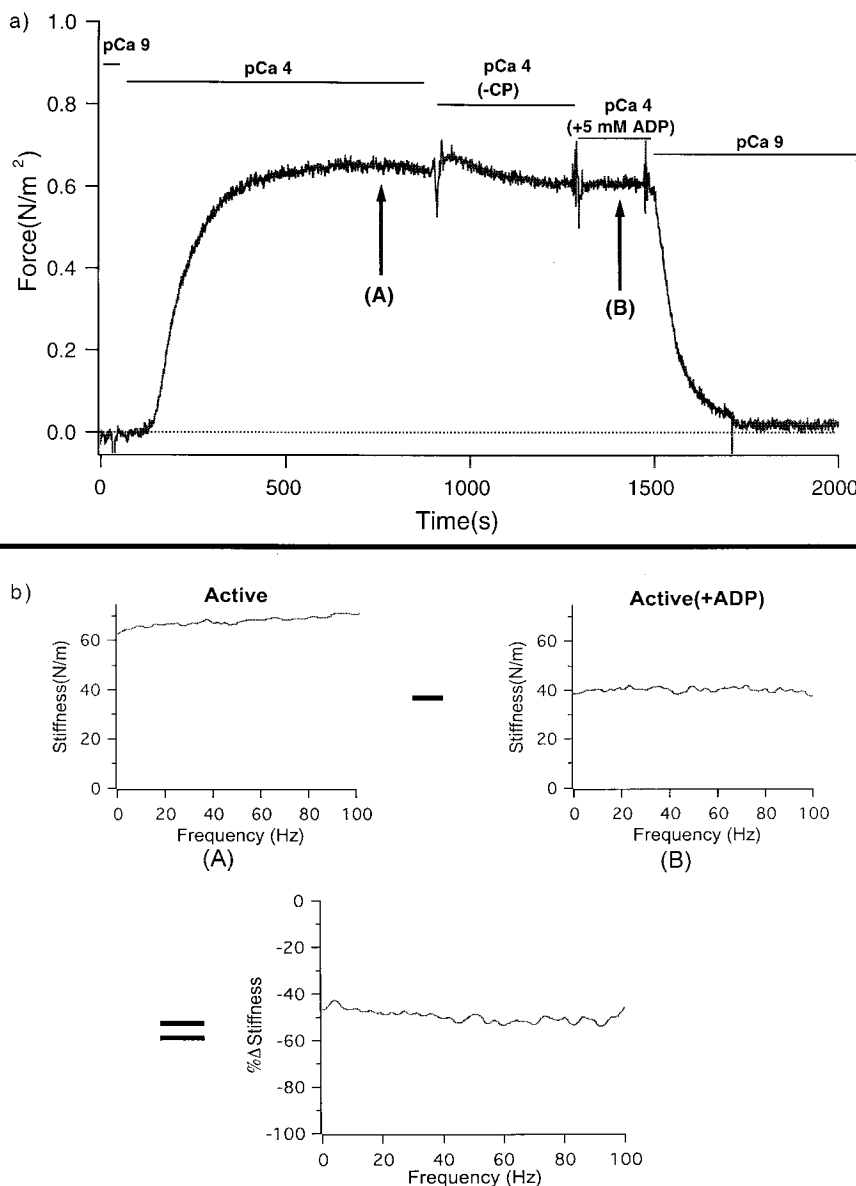 a)
1.0
0.8
0.6
0.4
0.2
0.0
Force(N/m²)
pCa 9
pCa 4
pCa 4
(-CP)
pCa 4
(+5 mM ADP)
pCa 9
(A)
(B)
0
500
1000
1500
2000
Time(s)
b)
Active
60
40
20
0
Stiffness(N/m)
0 20 40 60 80 100
Frequency (Hz)
(A)
Active(+ADP)
60
40
20
0
Stiffness(N/m)
0 20 40 60 80 100
Frequency (Hz)
(B)
0
-20
-40
-60
-80
-100
%ΔStiffness
0 20 40 60 80 100
Frequency (Hz)